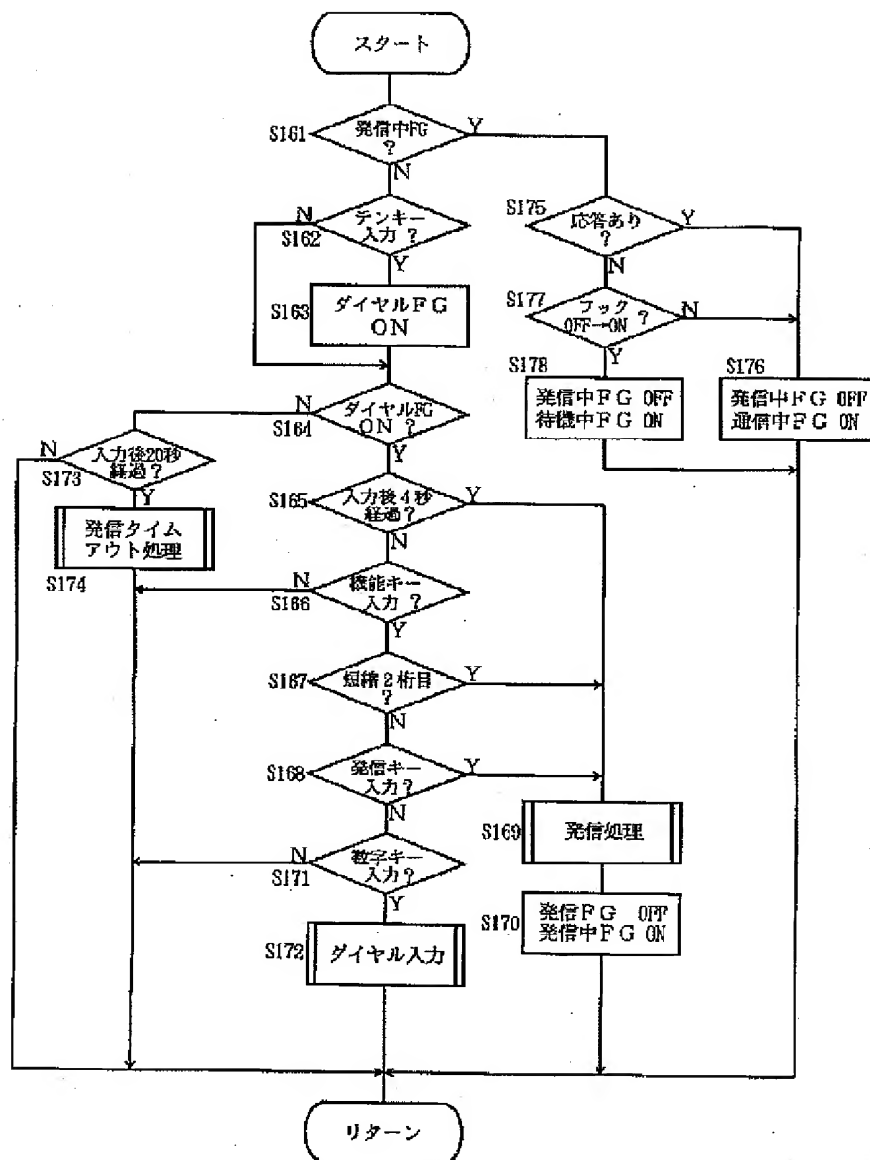 スタート
S161
発信中FG
?
Y
N
N
S162
テンキー
入力 ?
Y
S163
ダイヤルFG
ON
S175
応答あり
?
Y
N
S177
フック
OFF→ON ?
N
Y
S178
発信中FG OFF
待機中FG ON
S176
発信中FG OFF
通信中FG ON
S164
ダイヤルFG
ON ?
N
Y
N
S173
入力後20秒
経過?
Y
発信タイム
アウト処理
S174
S165
入力後4秒
経過?
Y
N
N
S166
機能キー
入力 ?
Y
S167
短縮2桁目
?
Y
N
S168
発信キー
入力?
Y
N
S169
発信処理
N
S171
数字キー
入力?
Y
S170
発信FG OFF
発信中FG ON
S172
ダイヤル入力
リターン